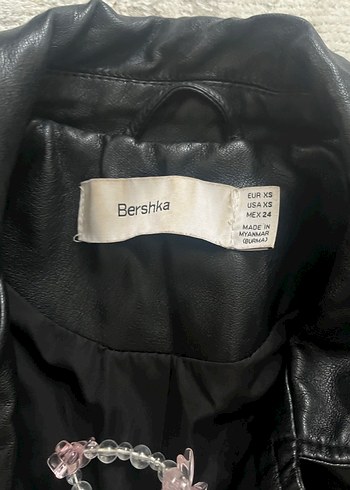 Bershka
EUR XS
USA XS
MEX 24
MADE IN
MYANMAR
(BURMA)